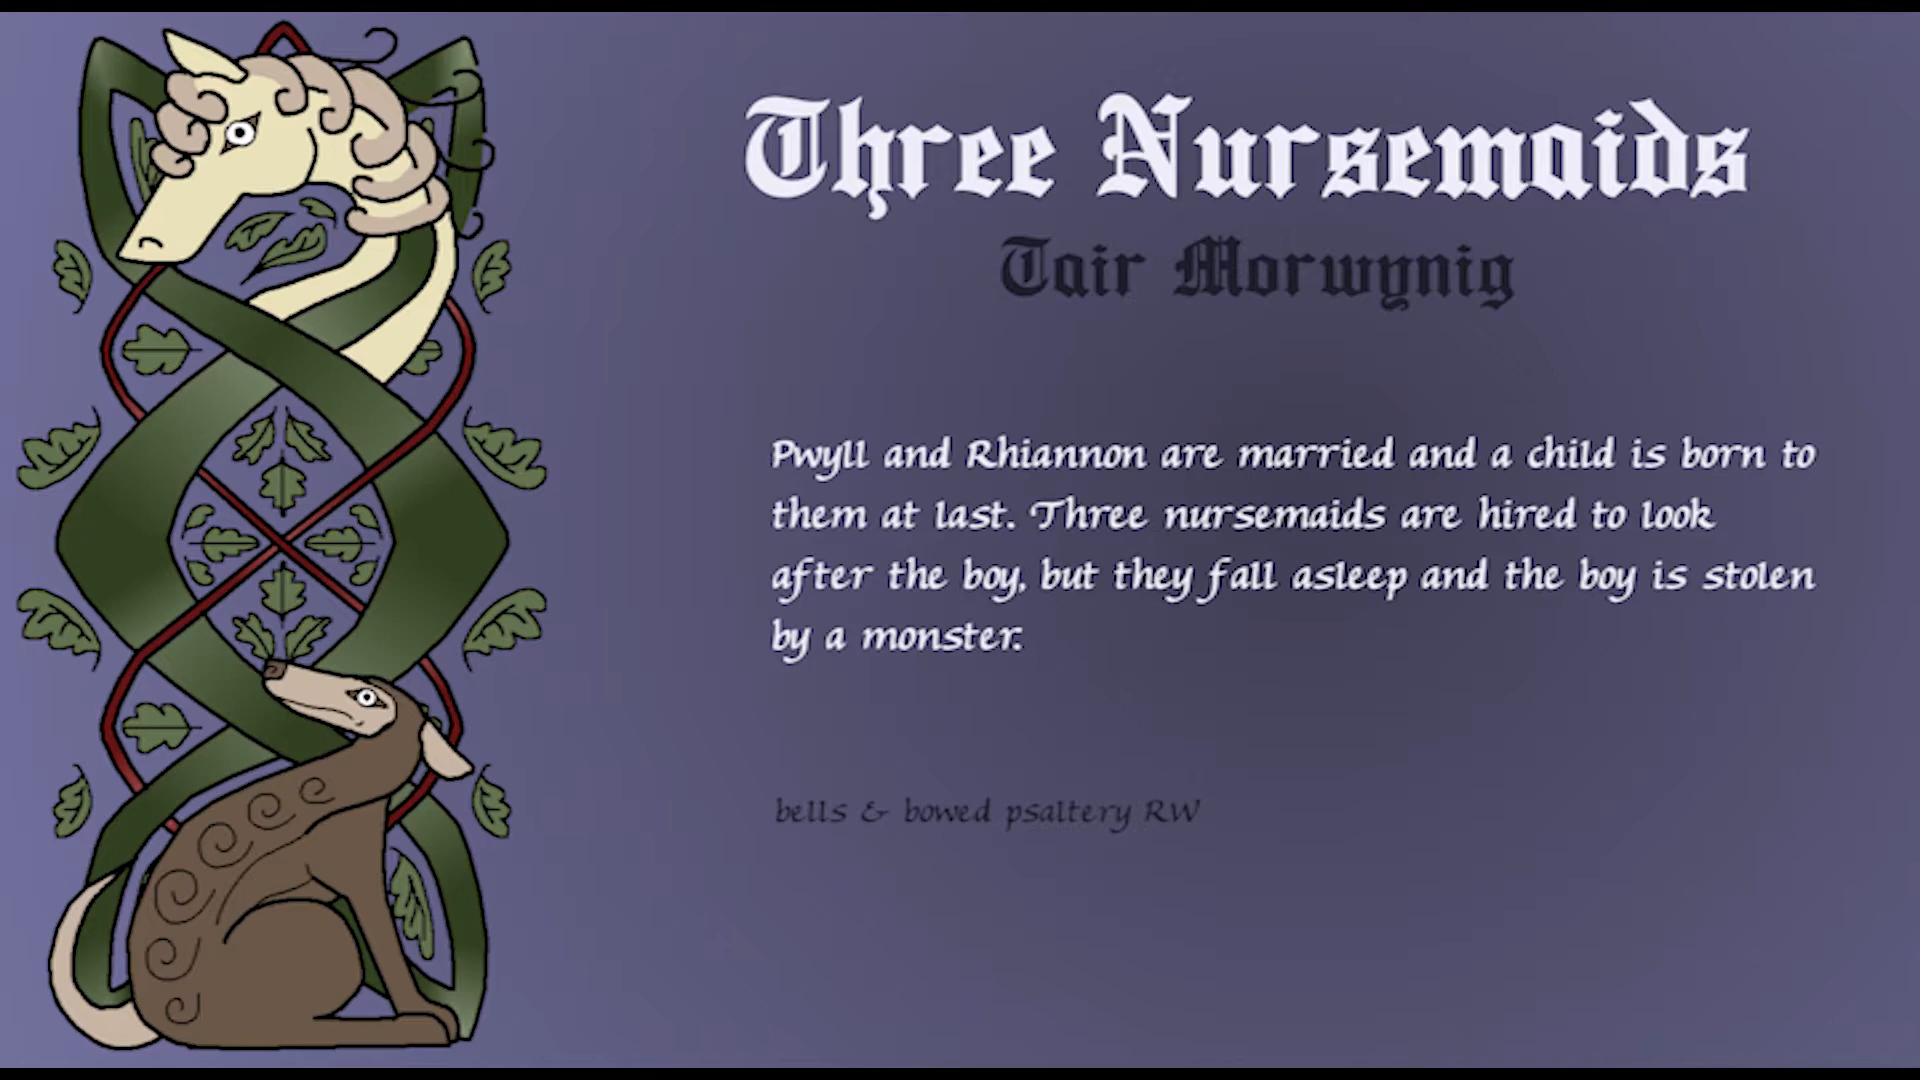 Three Nursemaids
Tair Morwynig
Pwyll and Rhiannon are married and a child is born to
them at last. Three nursemaids are hired to look
after the boy, but they fall asleep and the boy is stolen
by a monster.
bells & bowed psaltery RW